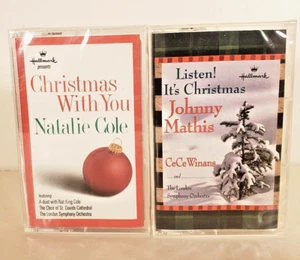 Hallmark
presents
Christmas
With You
Natalie Cole
featuring
A duet with Nat King Cole
The Choir of St. Davids Cathedral
The London Symphony Orchestra
Listen!
Hallmark
It's Christmas
Johnny
Mathis
CeCe Winans
and
The London
Symphony Orchestra